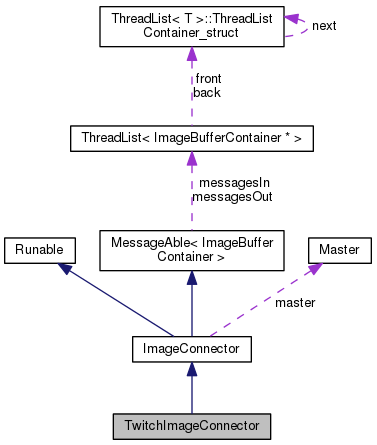 ThreadList< T >::ThreadList
Container_struct
next
front
back
ThreadList< ImageBufferContainer * >
messagesIn
messagesOut
Runable
MessageAble< ImageBuffer
Container >
Master
master
ImageConnector
TwitchImageConnector